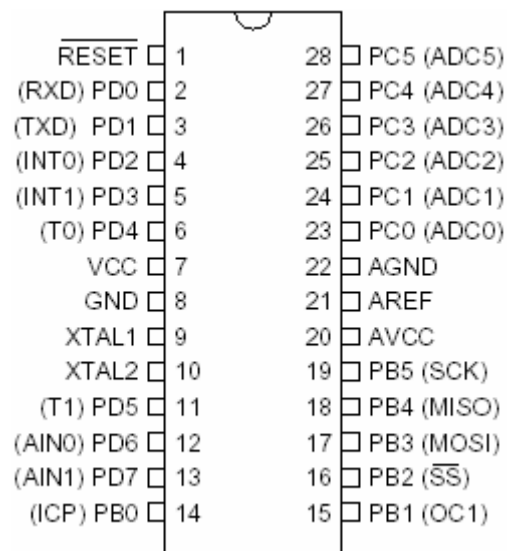 RESET 1 28 PC5 (ADC5)
(RXD) PD0 2 27 PC4 (ADC4)
(TXD) PD1 3 26 PC3 (ADC3)
(INT0) PD2 4 25 PC2 (ADC2)
(INT1) PD3 5 24 PC1 (ADC1)
(T0) PD4 6 23 PC0 (ADC0)
VCC 7 22 AGND
GND 8 21 AREF
XTAL1 9 20 AVCC
XTAL2 10 19 PB5 (SCK)
(T1) PD5 11 18 PB4 (MISO)
(AIN0) PD6 12 17 PB3 (MOSI)
(AIN1) PD7 13 16 PB2 (SS)
(ICP) PB0 14 15 PB1 (OC1)